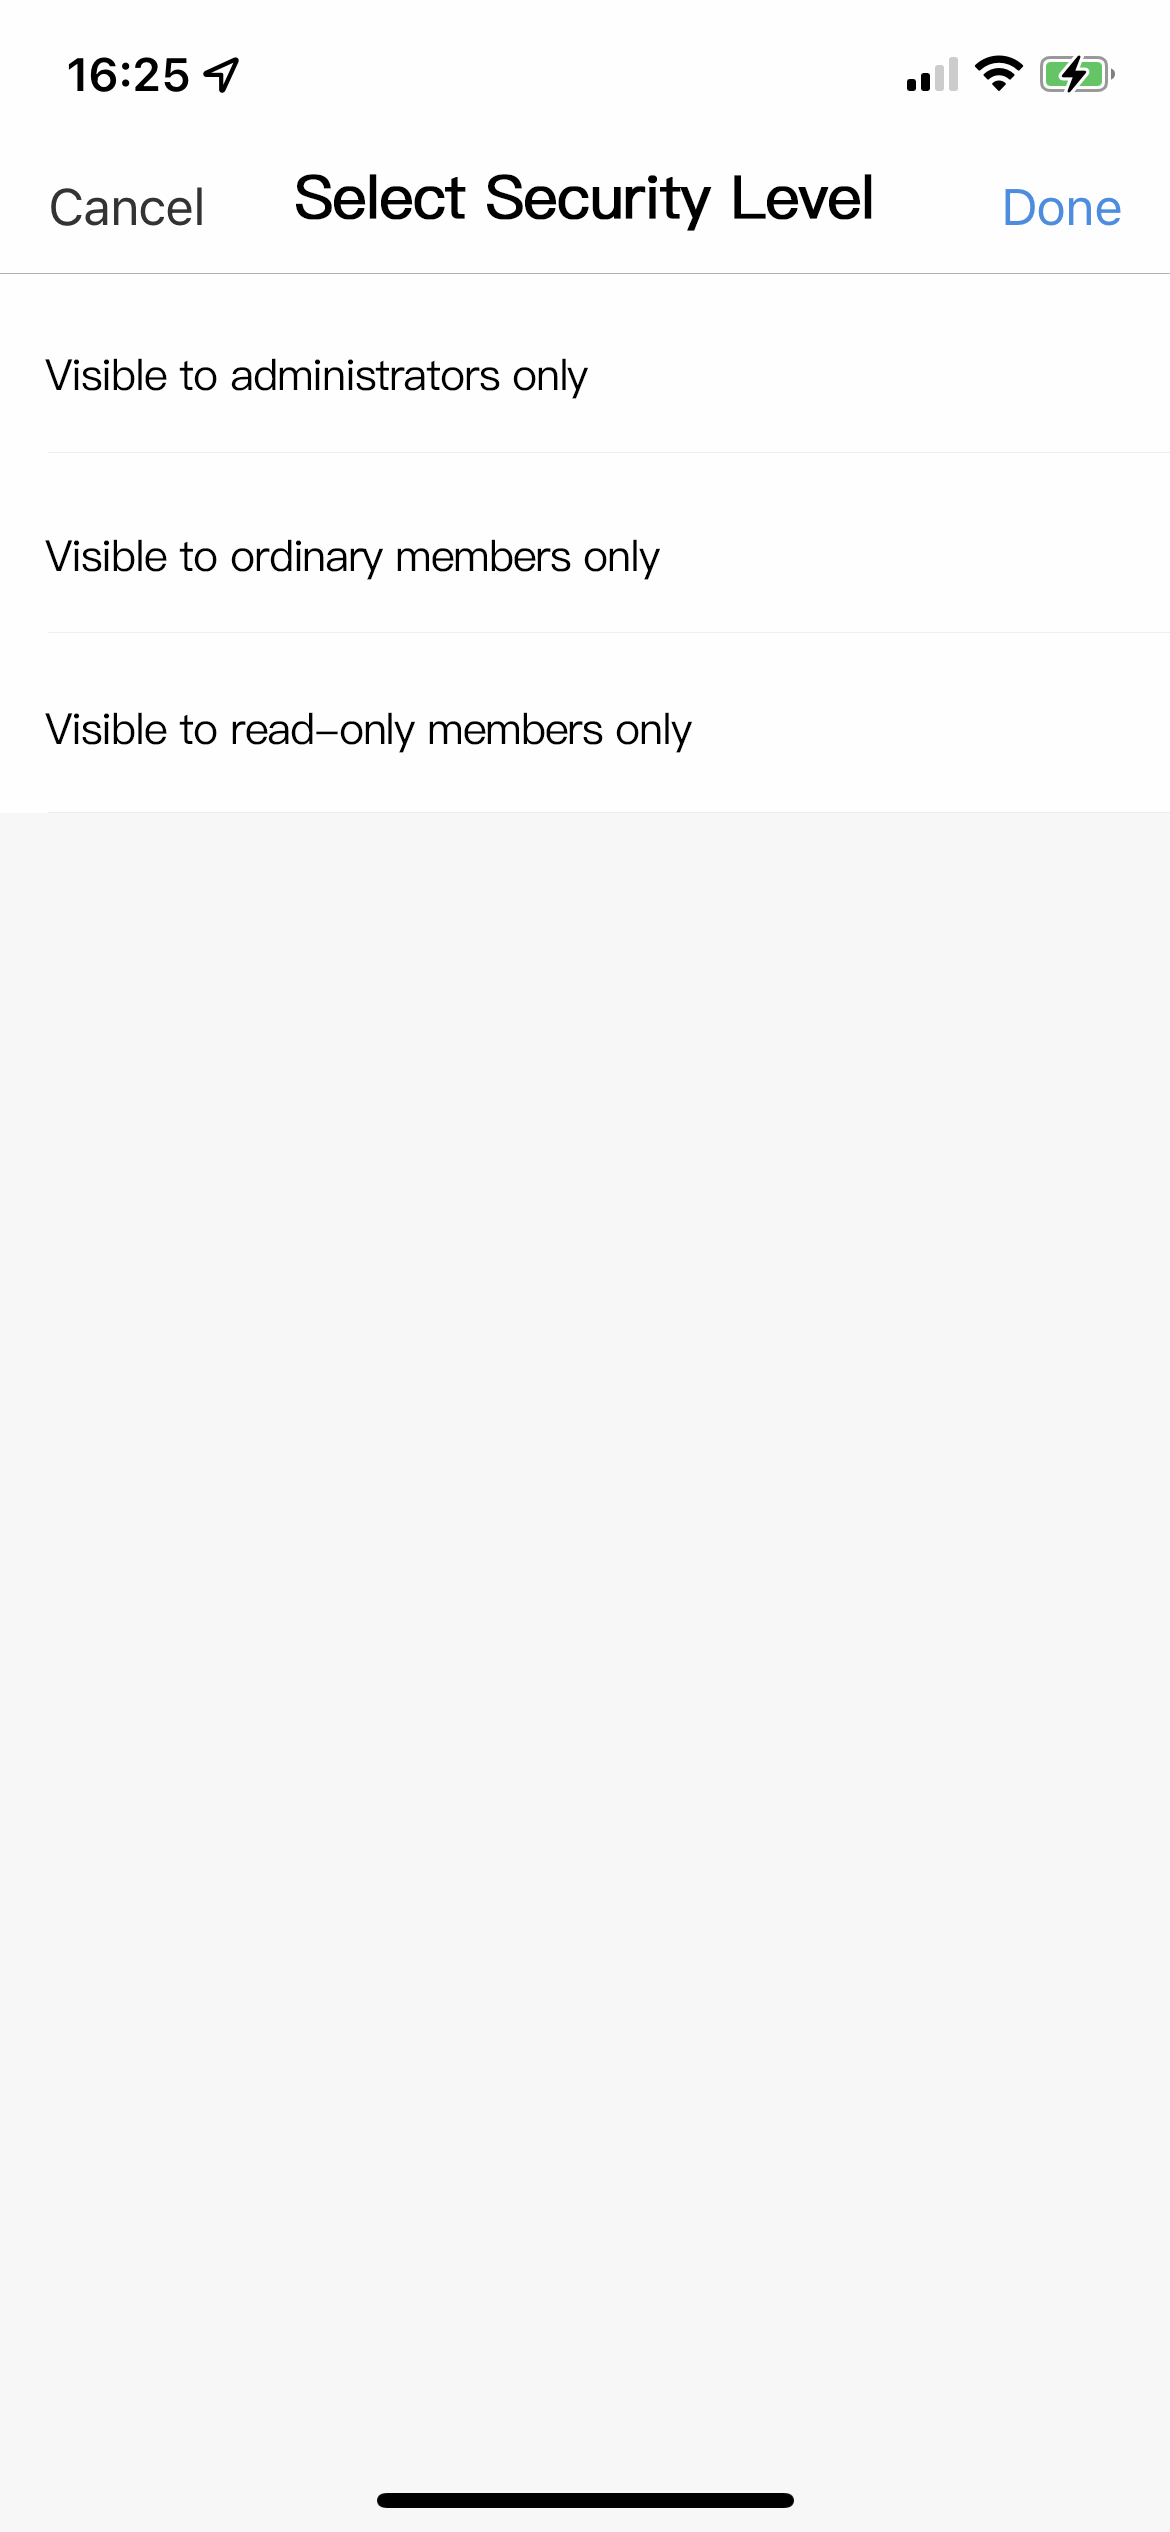 16:25
Cancel
Select Security Level
Done
Visible to administrators only
Visible to ordinary members only
Visible to read-only members only